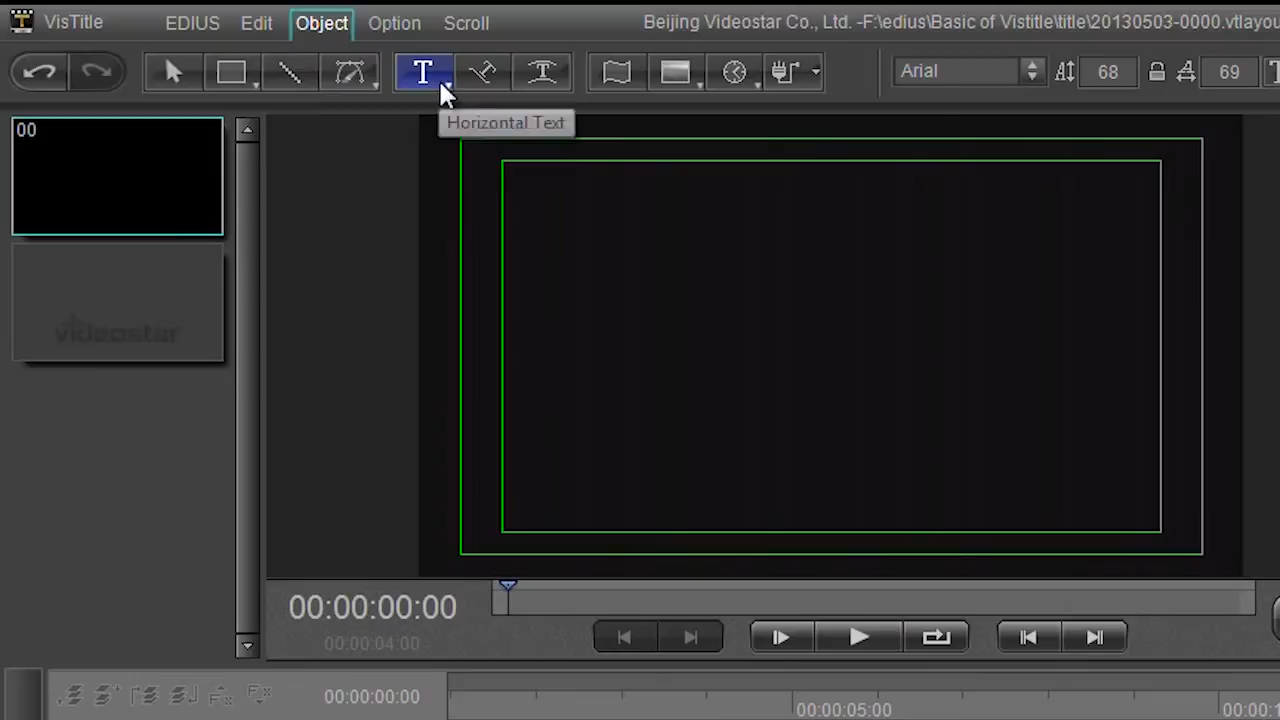 VisTitle EDIUS Edit Object Option Scroll Beijing Videostar Co., Ltd. -F:\edius\Basic of Vistitle\title\20130503-0000.vtlayou
T Arial 68 69
Horizontal Text
00
videostar
00:00:00:00
00:00:04:00
00:00:00:00
00:00:05:00 00:00:1